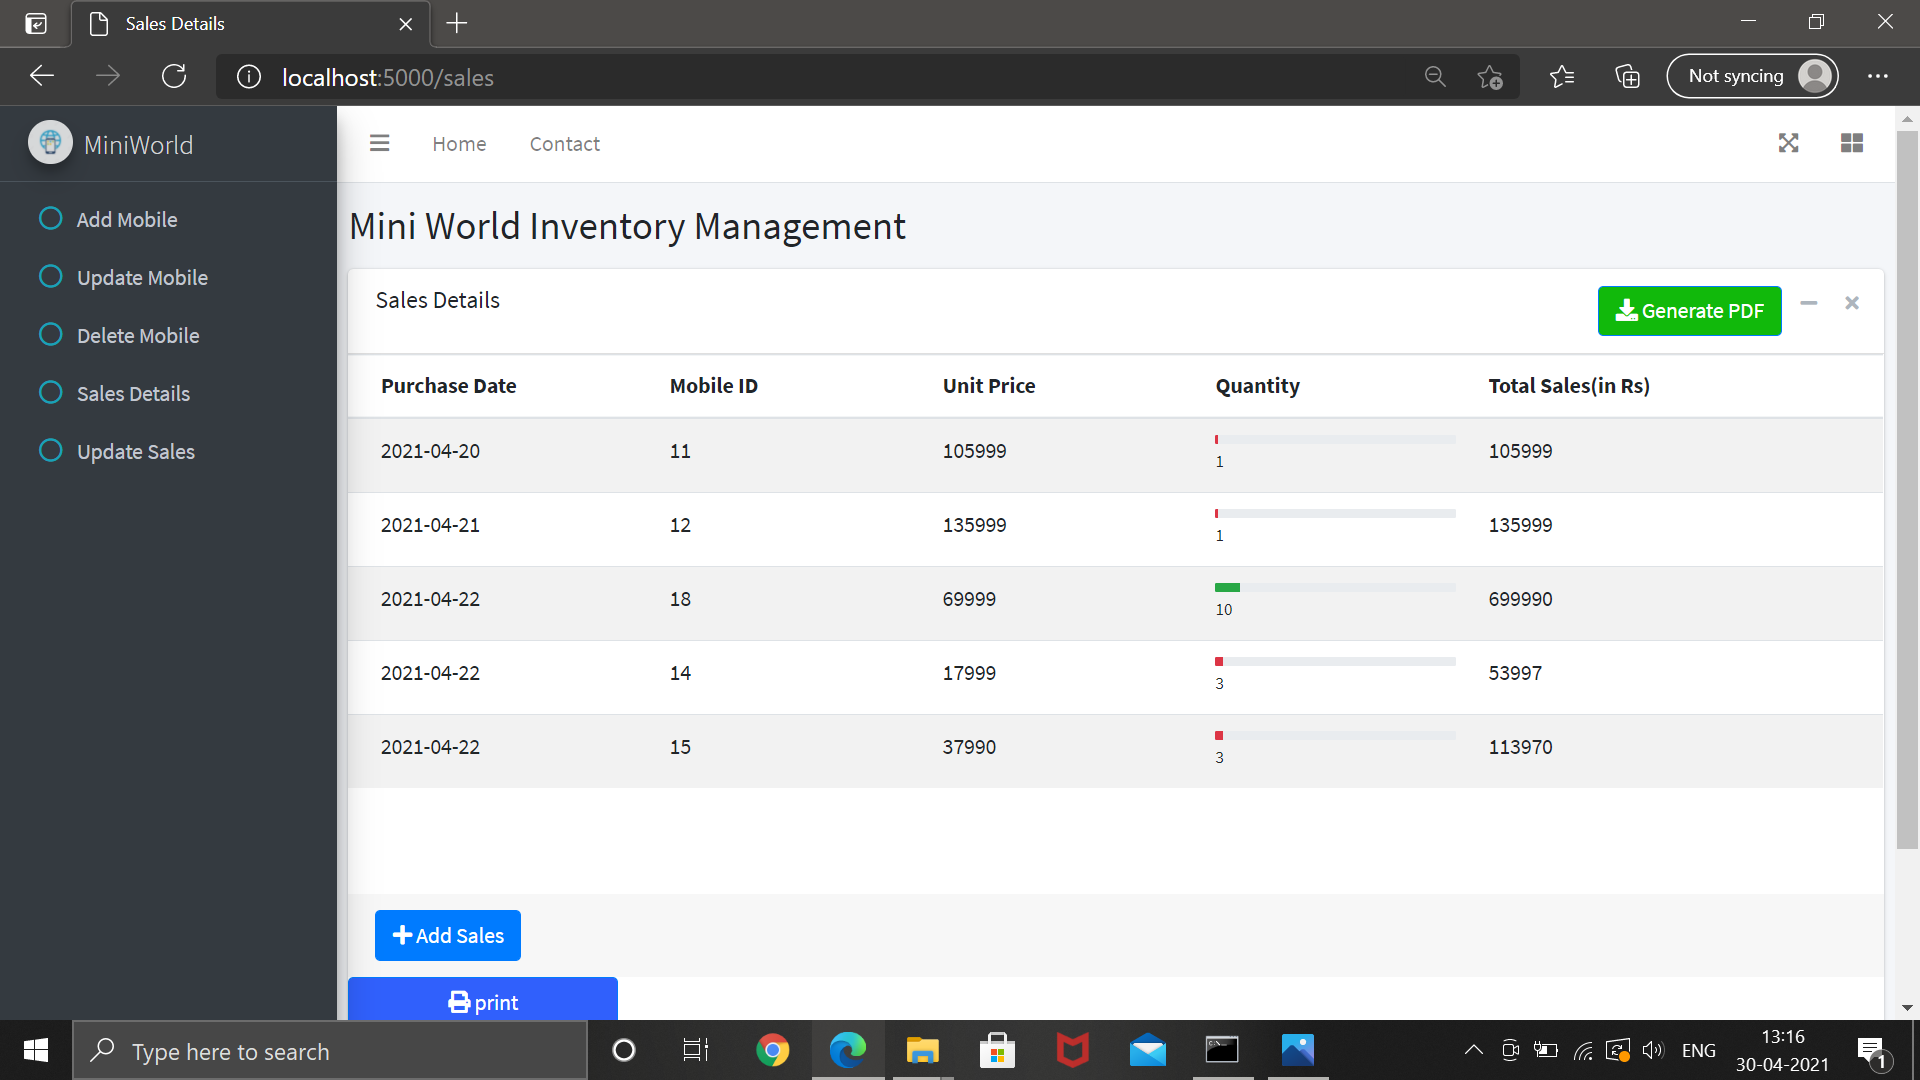 Sales Details
localhost:5000/sales
Not syncing
MiniWorld
Home
Contact
Add Mobile
Update Mobile
Delete Mobile
Sales Details
Update Sales
Mini World Inventory Management
Sales Details
Generate PDF
Purchase Date Mobile ID Unit Price Quantity Total Sales(in Rs)
2021-04-20 11 105999 1 105999
2021-04-21 12 135999 1 135999
2021-04-22 18 69999 10 699990
2021-04-22 14 17999 3 53997
2021-04-22 15 37990 3 113970
Add Sales
print
Type here to search
ENG
13:16
30-04-2021
1